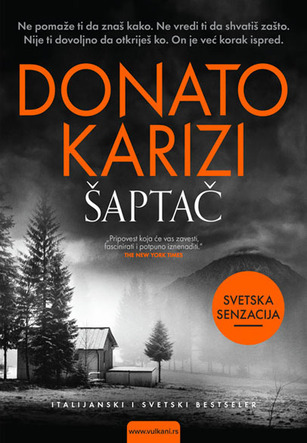 Ne pomaže ti da znaš kako. Ne vredi ti da shvatiš zašto.
Nije ti dovoljno da otkriješ ko. On je već korak ispred.
DONATO
KARIZI
ŠAPTAČ
„Pripovest koja će vas zavesti,
fascinirati i potpuno iznenaditi.”
THE NEW YORK TIMES
SVETSKA
SENZACIJA
ITALIJANSKI I SVETSKI BESTSELER
www.vulkani.rs